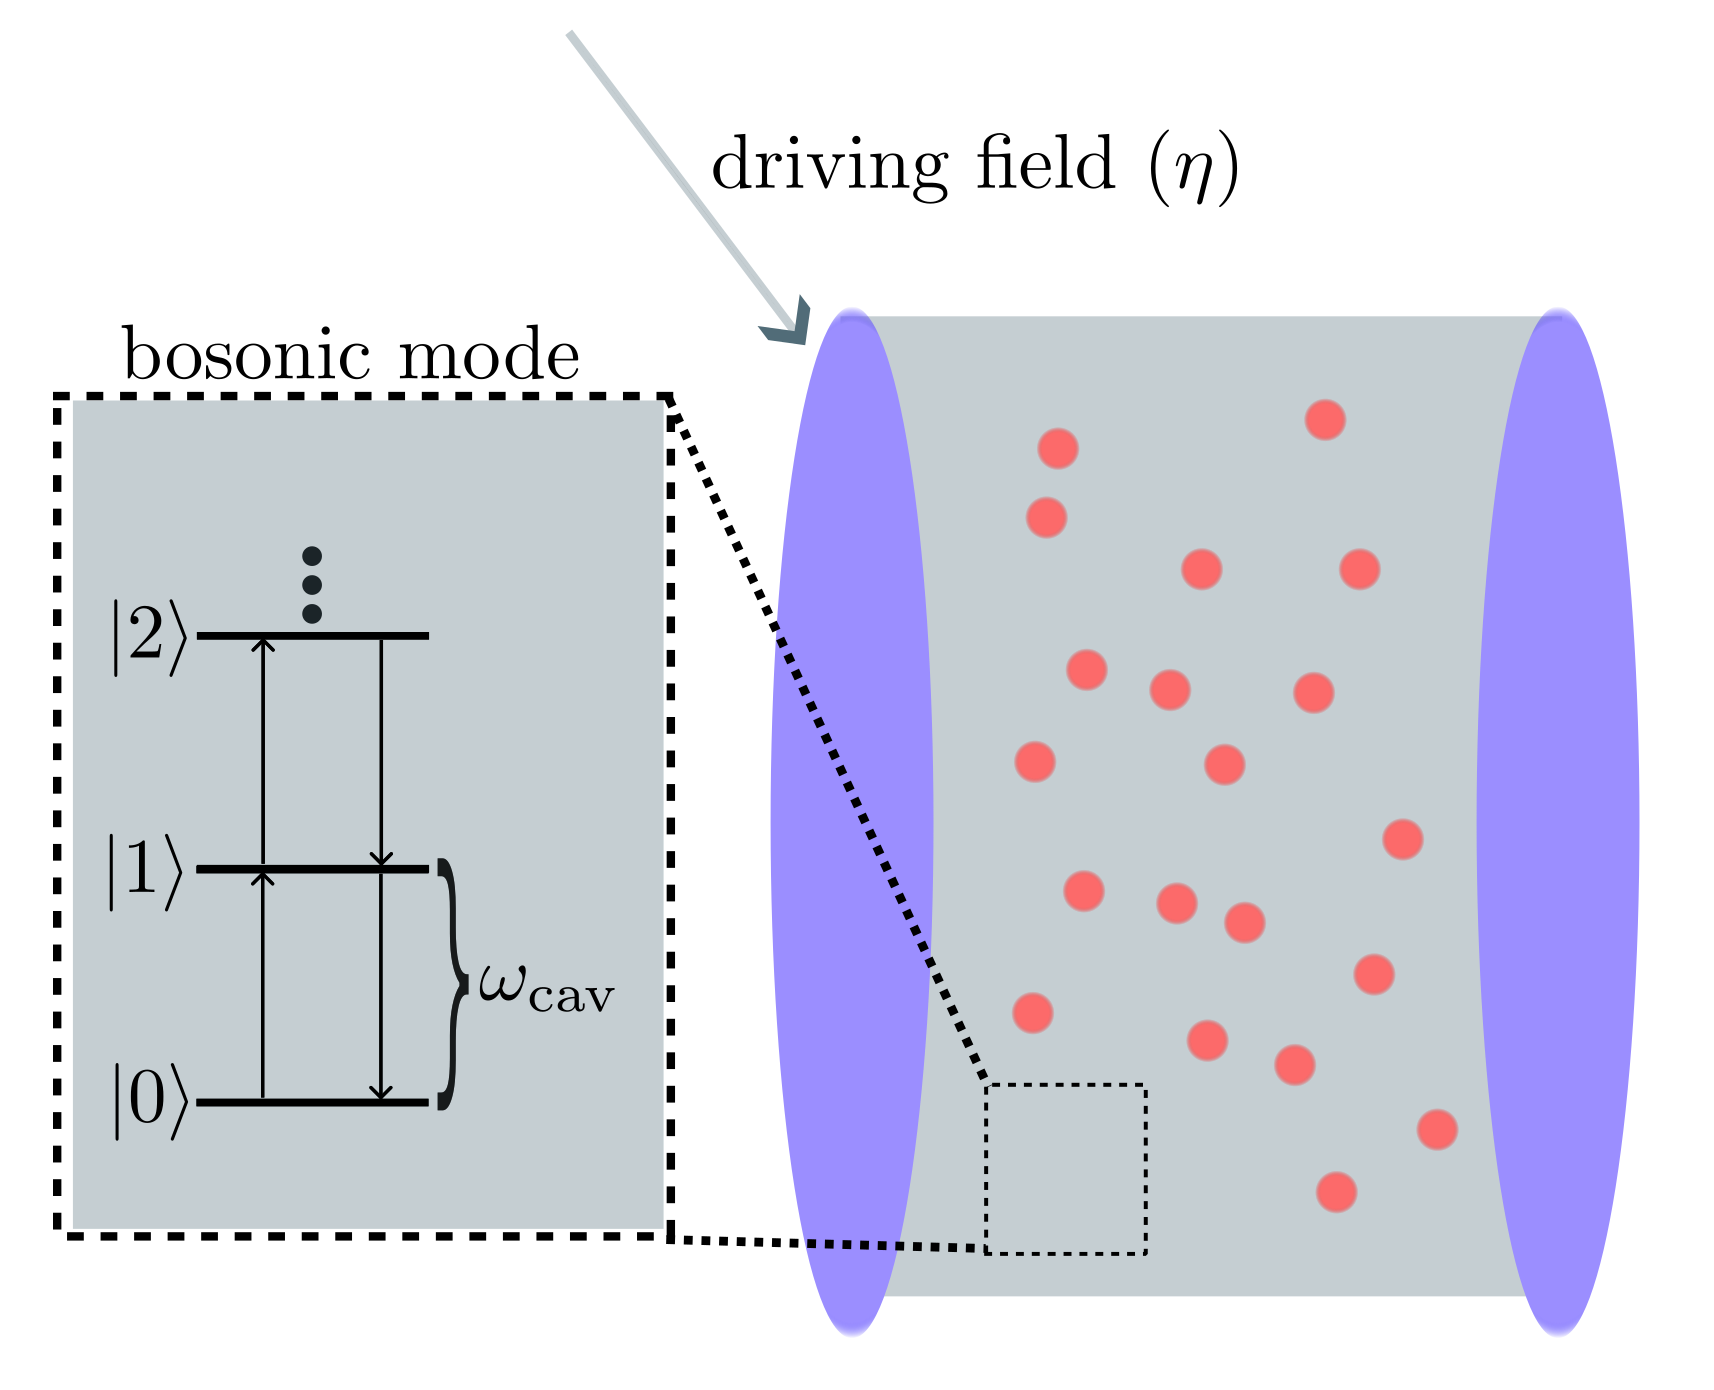 driving field (η)
bosonic mode
|2⟩
|1⟩
ω_cav
|0⟩